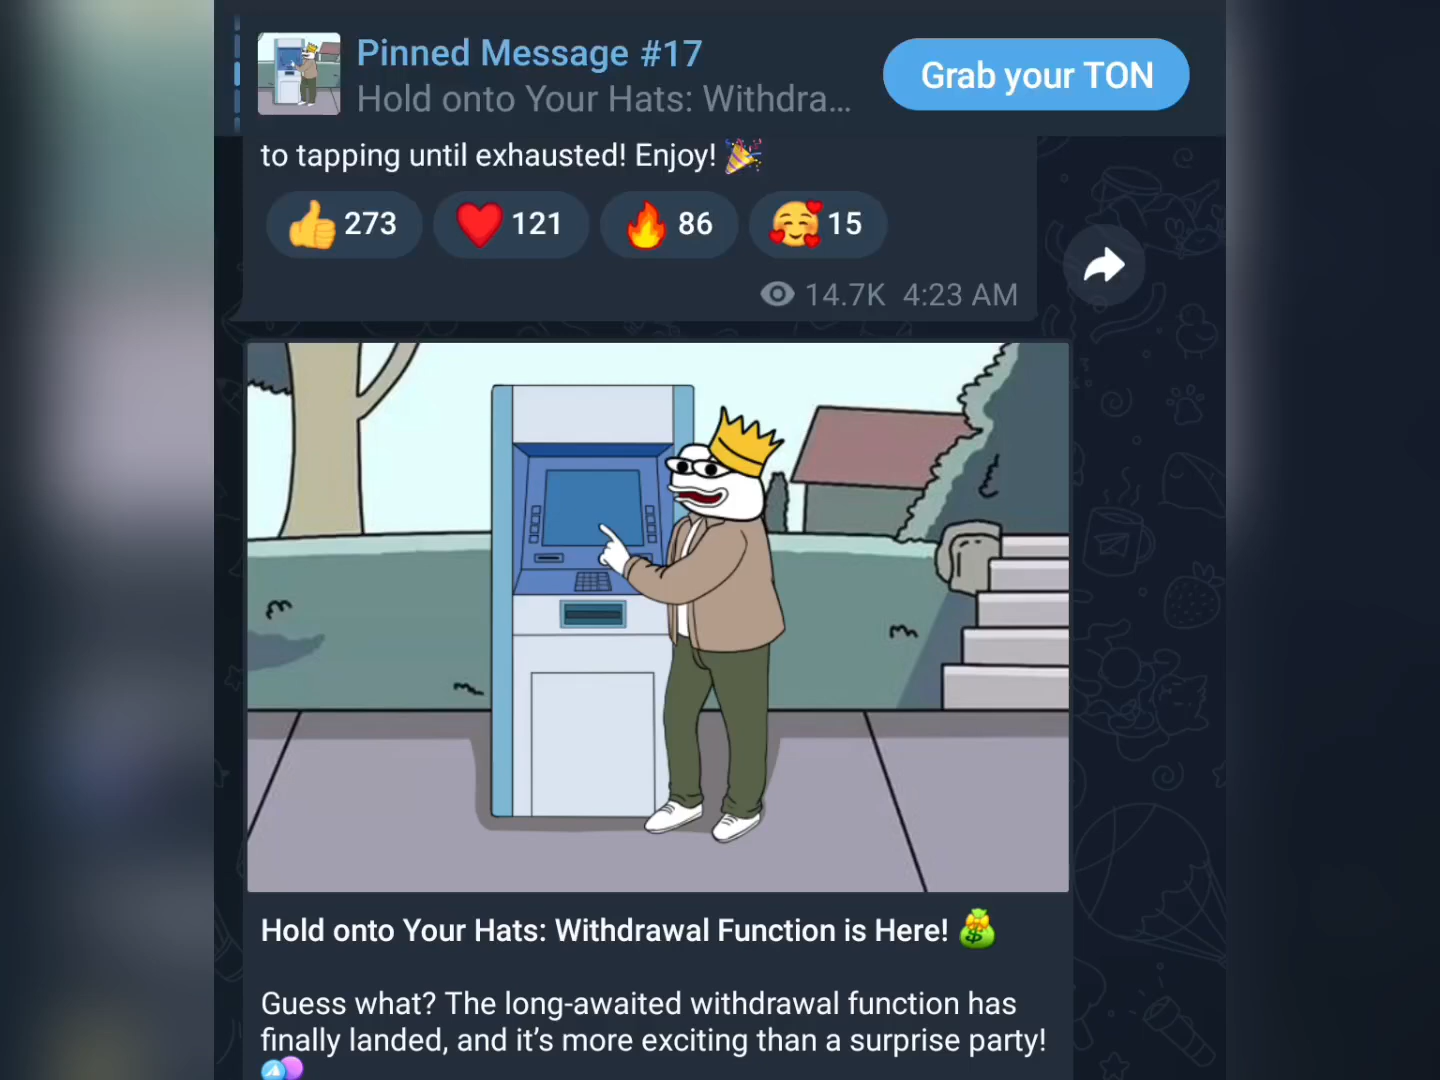 Pinned Message #17
Hold onto Your Hats: Withdra...
Grab your TON
to tapping until exhausted! Enjoy! 🎉
👍 273 ❤️ 121 🔥 86 🥰 15
14.7K 4:23 AM
Hold onto Your Hats: Withdrawal Function is Here! 💰
Guess what? The long-awaited withdrawal function has
finally landed, and it’s more exciting than a surprise party!